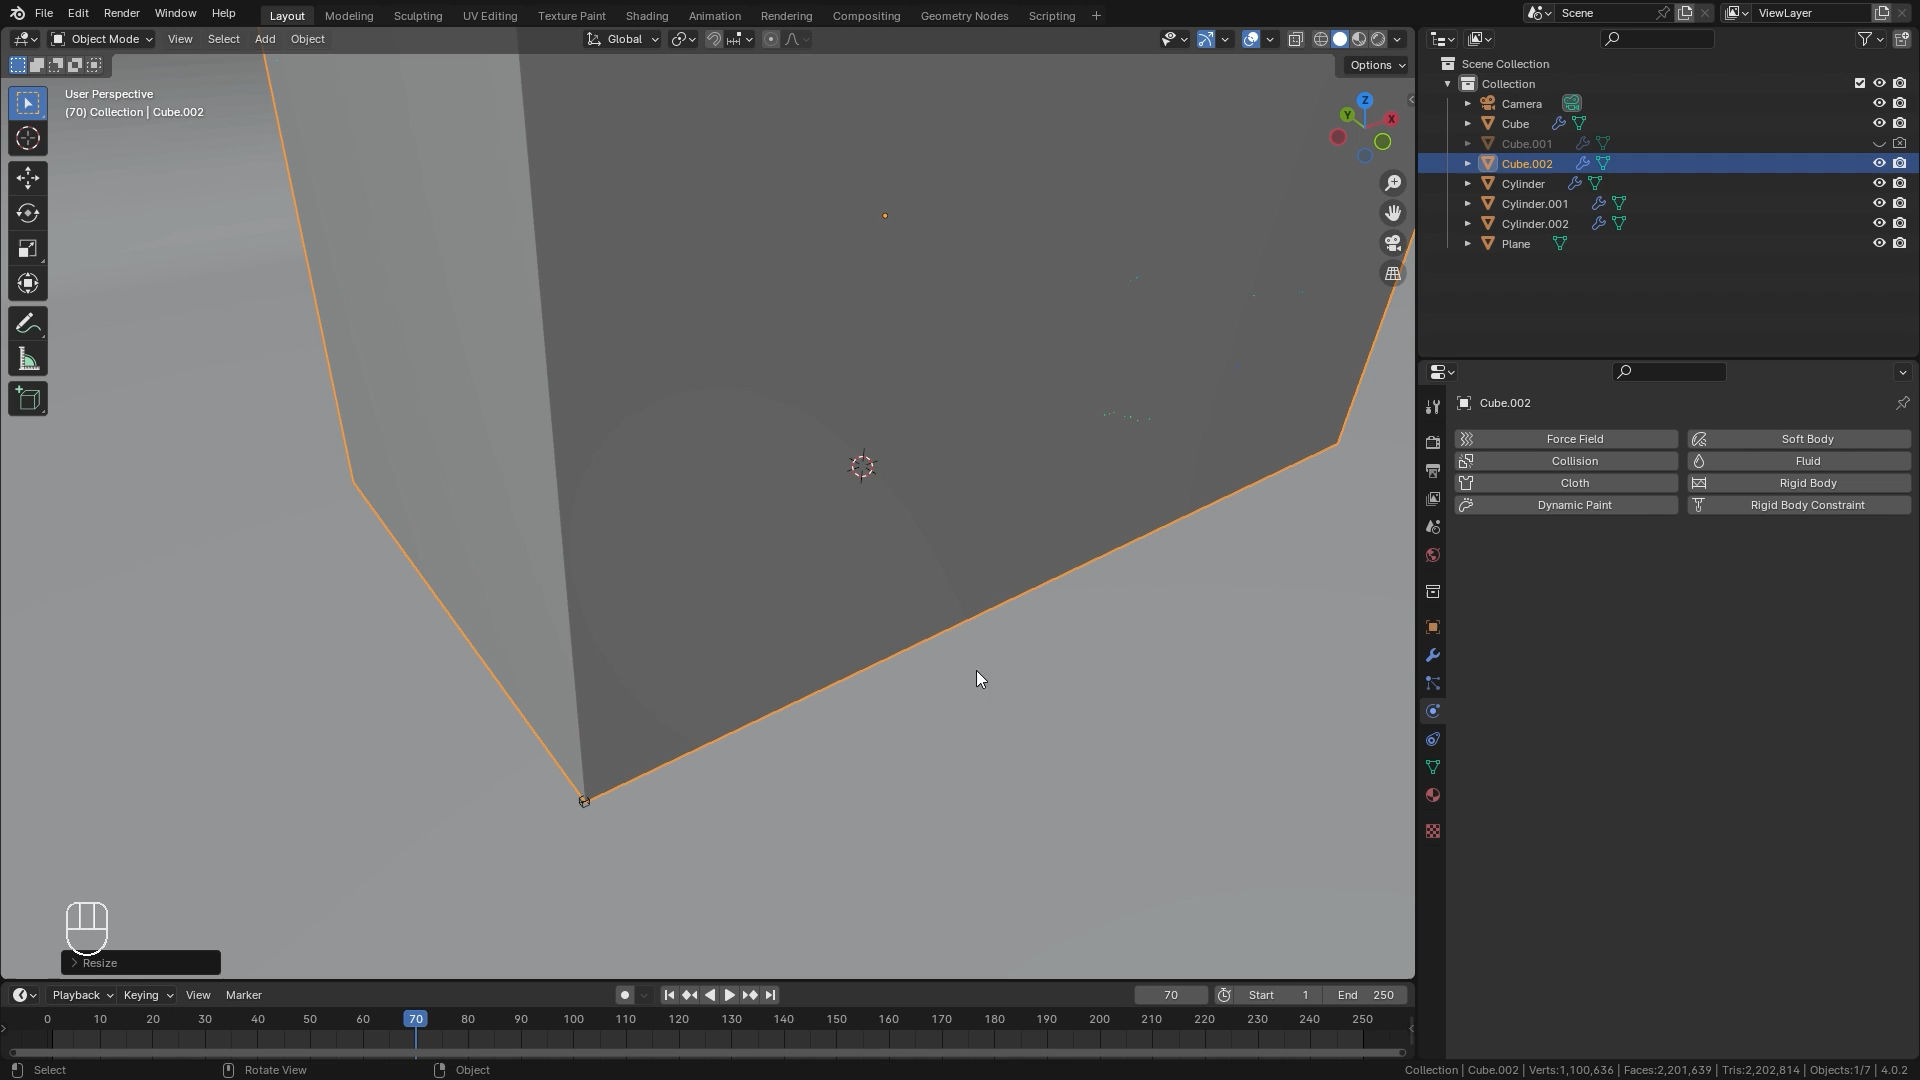 File Edit Render Window Help Layout Modeling Sculpting UV Editing Texture Paint Shading Animation Rendering Compositing Geometry Nodes Scripting Scene ViewLayer
Object Mode View Select Add Object Global
Options
User Perspective
(70) Collection | Cube.002
Z
Y
X
Scene Collection
Collection
Camera
Cube
Cube.001
Cube.002
Cylinder
Cylinder.001
Cylinder.002
Plane
Cube.002
Force Field Soft Body
Collision Fluid
Cloth Rigid Body
Dynamic Paint Rigid Body Constraint
Resize
Playback Keying View Marker 70 Start 1 End 250
0 10 20 30 40 50 60 70 80 90 100 110 120 130 140 150 160 170 180 190 200 210 220 230 240 250
Select Rotate View Object Collection | Cube.002 | Verts:1,100,636 | Faces:2,201,639 | Tris:2,202,814 | Objects:1/7 | 4.0.2